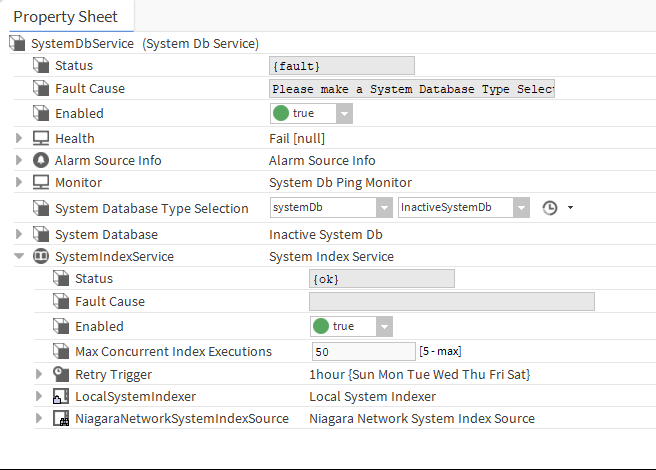 Property Sheet
SystemDbService (System Db Service)
Status {fault}
Fault Cause Please make a System Database Type Selec
Enabled true
Health Fail [null]
Alarm Source Info Alarm Source Info
Monitor System Db Ping Monitor
System Database Type Selection systemDb InactiveSystemDb
System Database Inactive System Db
SystemIndexService System Index Service
Status {ok}
Fault Cause
Enabled true
Max Concurrent Index Executions 50 [5 - max]
Retry Trigger 1hour {Sun Mon Tue Wed Thu Fri Sat}
LocalSystemIndexer Local System Indexer
NiagaraNetworkSystemIndexSource Niagara Network System Index Source